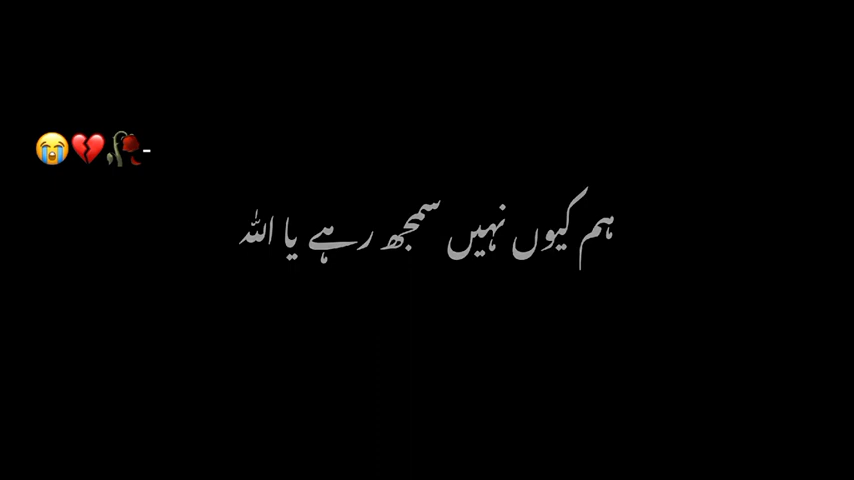 😭💔🥀-
ہم کیوں نہیں سمجھ رہے یا اللہ